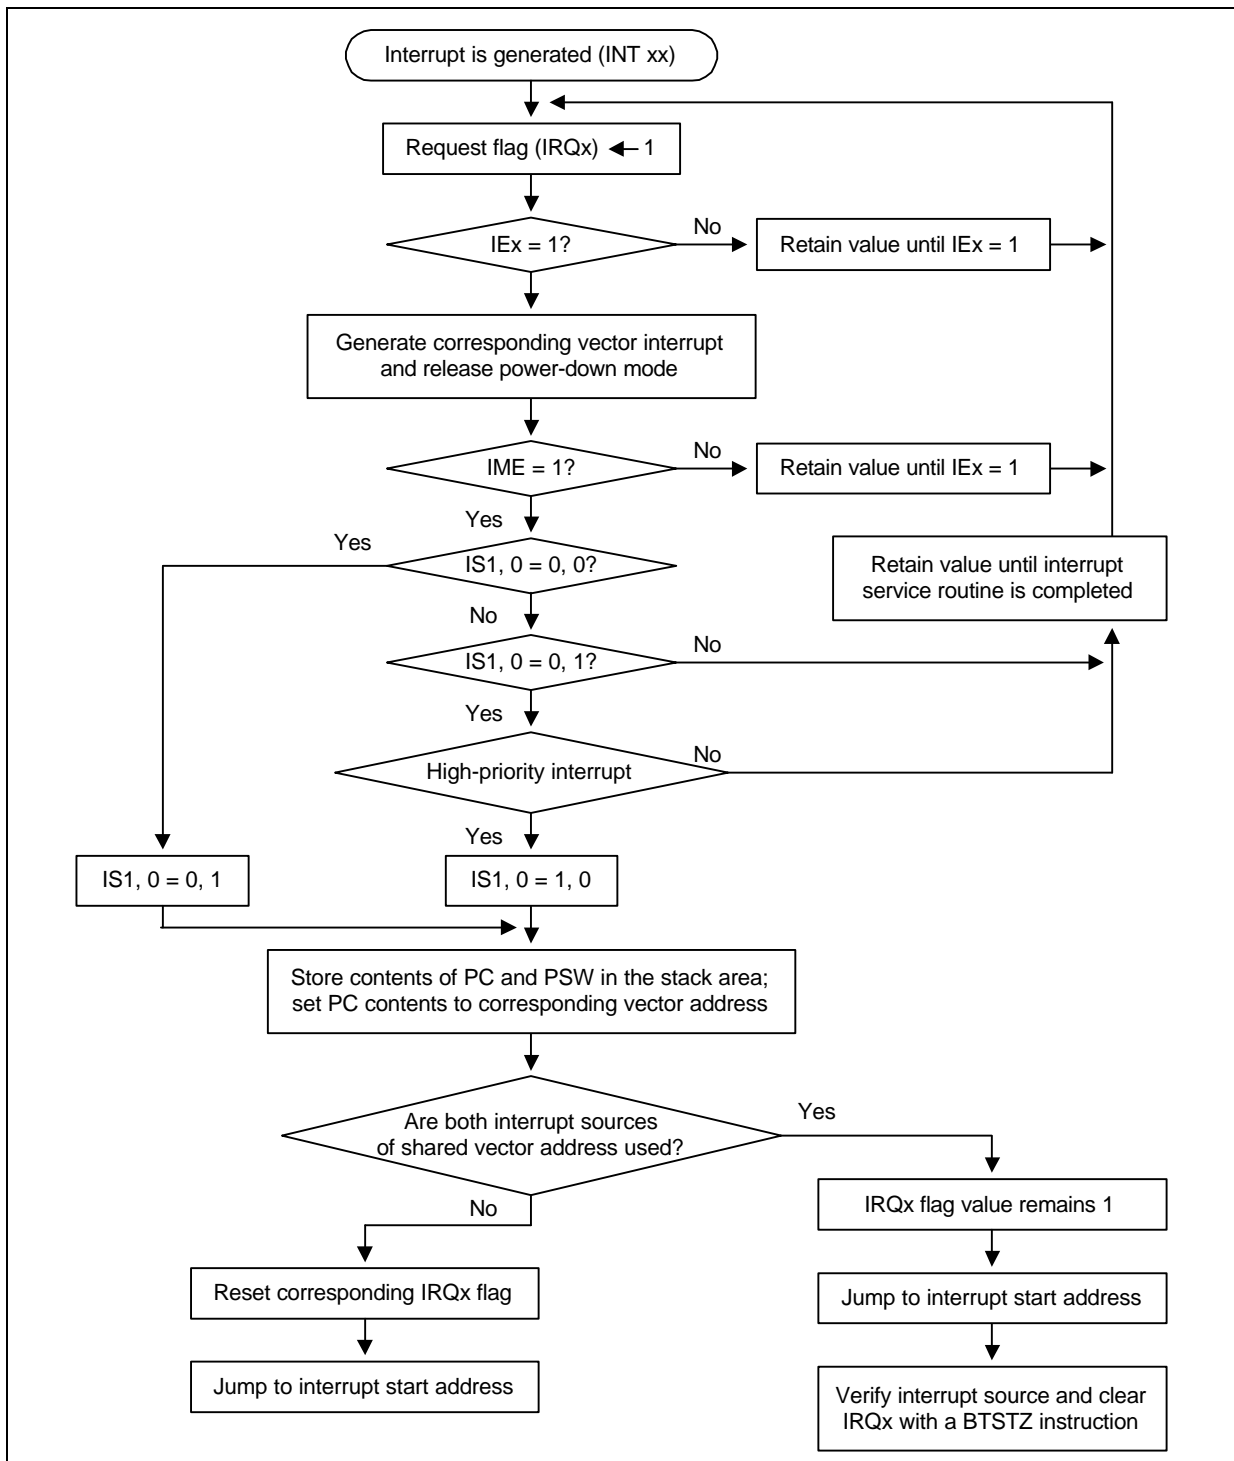 Interrupt is generated (INT xx)
Request flag (IRQx) ← 1
IEx = 1?
No
Retain value until IEx = 1
Generate corresponding vector interrupt
and release power-down mode
IME = 1?
No
Retain value until IEx = 1
Yes
Yes
IS1, 0 = 0, 0?
Retain value until interrupt
service routine is completed
No
IS1, 0 = 0, 1?
No
Yes
High-priority interrupt
No
Yes
IS1, 0 = 0, 1
IS1, 0 = 1, 0
Store contents of PC and PSW in the stack area;
set PC contents to corresponding vector address
Are both interrupt sources
of shared vector address used?
Yes
No
IRQx flag value remains 1
Reset corresponding IRQx flag
Jump to interrupt start address
Jump to interrupt start address
Verify interrupt source and clear
IRQx with a BTSTZ instruction